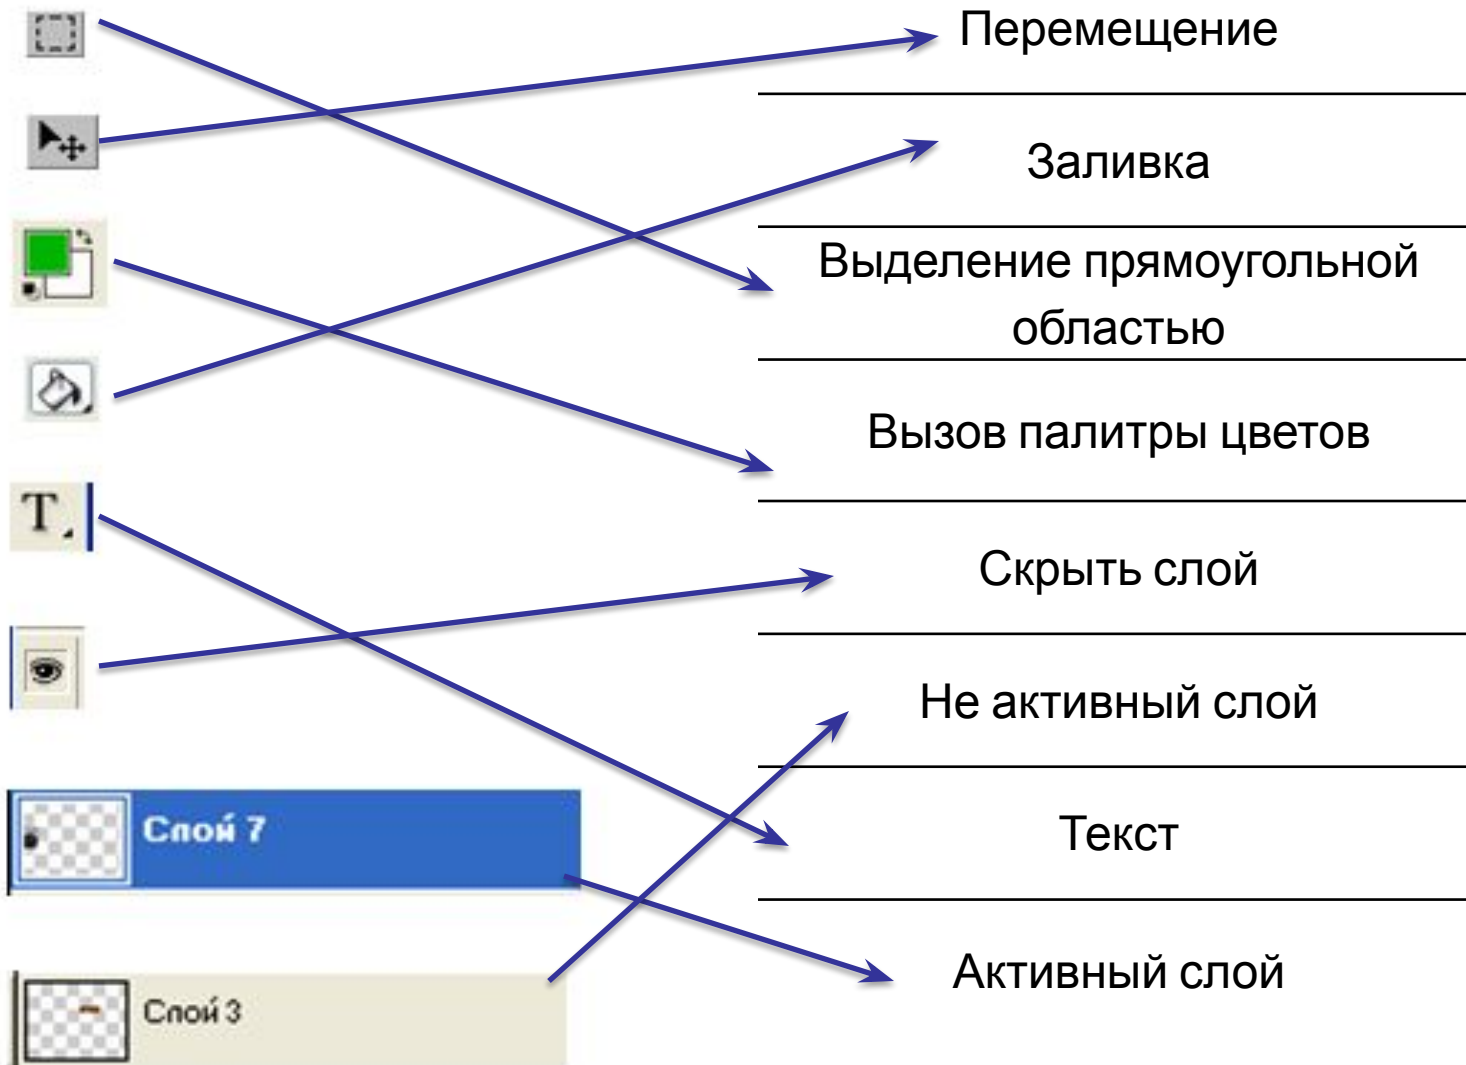 Перемещение
Заливка
Выделение прямоугольной
областью
Вызов палитры цветов
T
Скрыть слой
Не активный слой
Слой 7
Текст
Активный слой
Слой 3